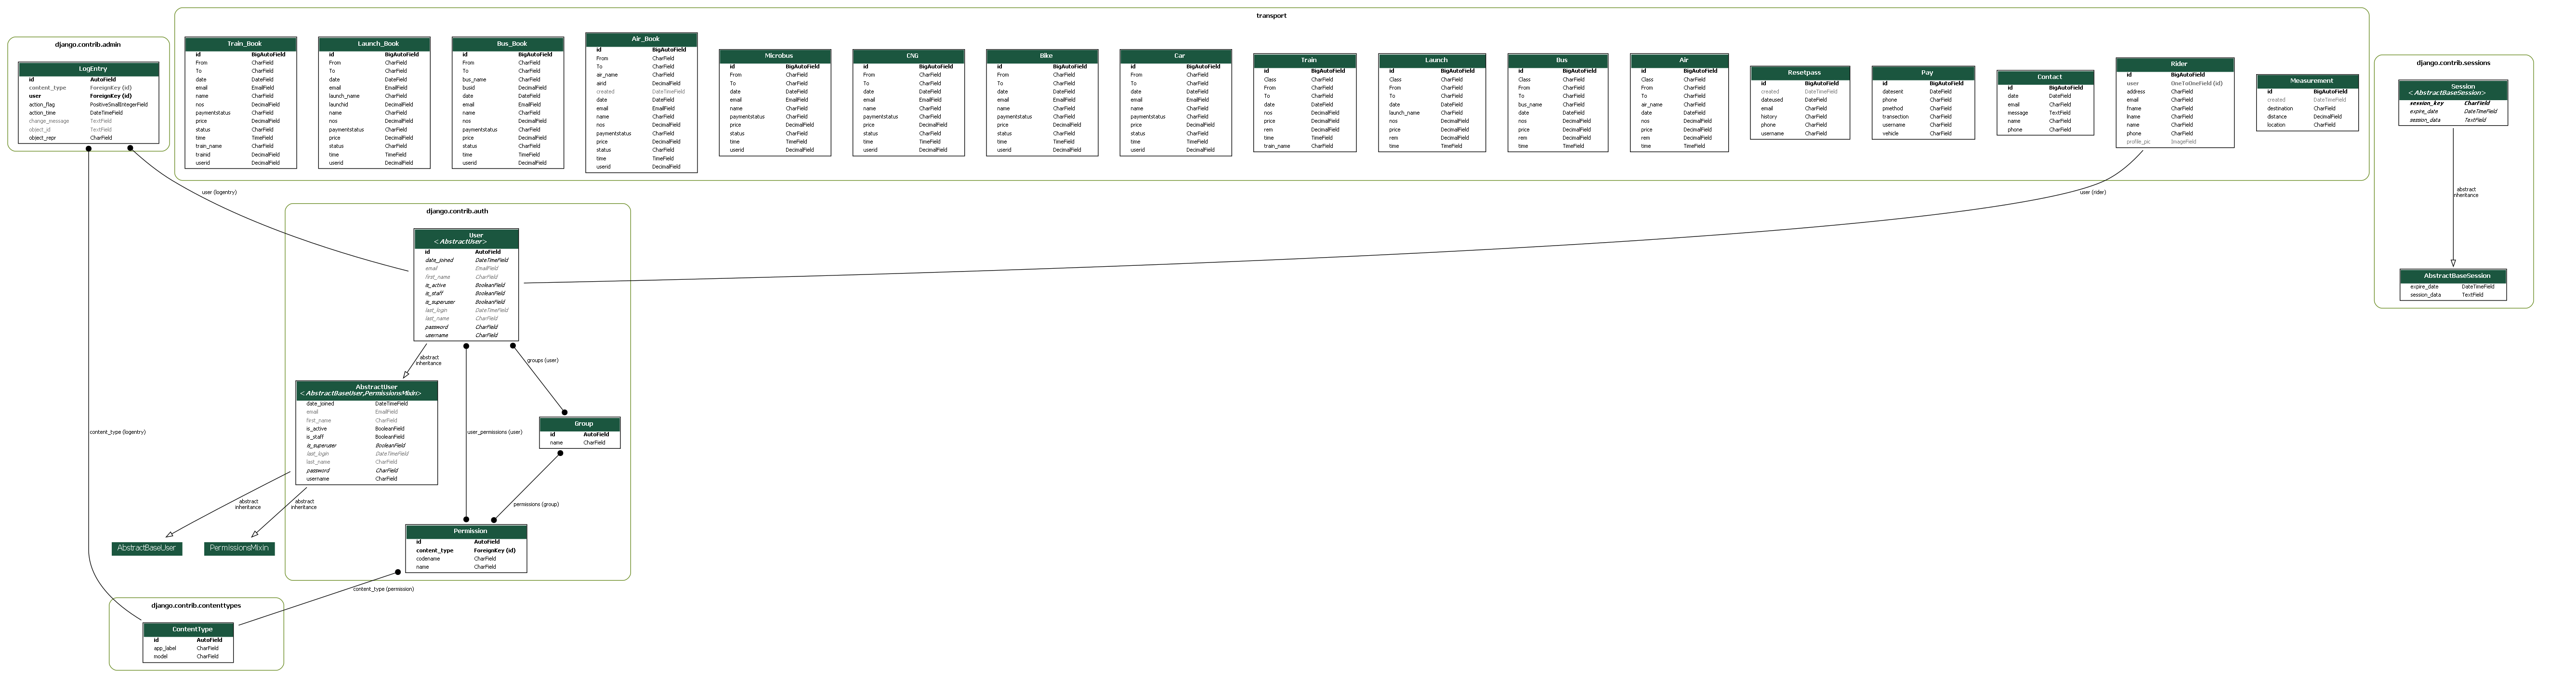 transport
django.contrib.admin
LogEntry
id AutoField
content_type ForeignKey (id)
user ForeignKey (id)
action_flag PositiveSmallIntegerField
action_time DateTimeField
change_message TextField
object_id TextField
object_repr CharField
Train_Book
id BigAutoField
From CharField
To CharField
date DateField
email EmailField
name CharField
nos DecimalField
paymentstatus CharField
price DecimalField
status CharField
time TimeField
train_name CharField
trainid DecimalField
userid DecimalField
Launch_Book
id BigAutoField
From CharField
To CharField
date DateField
email EmailField
launch_name CharField
launchid DecimalField
name CharField
nos DecimalField
paymentstatus CharField
price DecimalField
status CharField
time TimeField
userid DecimalField
Bus_Book
id BigAutoField
From CharField
To CharField
bus_name CharField
busid DecimalField
date DateField
email EmailField
name CharField
nos DecimalField
paymentstatus CharField
price DecimalField
status CharField
time TimeField
userid DecimalField
Air_Book
id BigAutoField
From CharField
To CharField
air_name CharField
airid DecimalField
created DateTimeField
date DateField
email EmailField
name CharField
nos DecimalField
paymentstatus CharField
price DecimalField
status CharField
time TimeField
userid DecimalField
Microbus
id BigAutoField
From CharField
To CharField
date DateField
email EmailField
name CharField
paymentstatus CharField
price DecimalField
status CharField
time TimeField
userid DecimalField
CNG
id BigAutoField
From CharField
To CharField
date DateField
email EmailField
name CharField
paymentstatus CharField
price DecimalField
status CharField
time TimeField
userid DecimalField
Bike
id BigAutoField
From CharField
To CharField
date DateField
email EmailField
name CharField
paymentstatus CharField
price DecimalField
status CharField
time TimeField
userid DecimalField
Car
id BigAutoField
From CharField
To CharField
date DateField
email EmailField
name CharField
paymentstatus CharField
price DecimalField
status CharField
time TimeField
userid DecimalField
Train
id BigAutoField
Class CharField
From CharField
To CharField
date DateField
nos DecimalField
price DecimalField
rem DecimalField
time TimeField
train_name CharField
Launch
id BigAutoField
Class CharField
From CharField
To CharField
date DateField
launch_name CharField
nos DecimalField
price DecimalField
rem DecimalField
time TimeField
Bus
id BigAutoField
Class CharField
From CharField
To CharField
bus_name CharField
date DateField
nos DecimalField
price DecimalField
rem DecimalField
time TimeField
Air
id BigAutoField
Class CharField
From CharField
To CharField
air_name CharField
date DateField
nos DecimalField
price DecimalField
rem DecimalField
time TimeField
Resetpass
id BigAutoField
created DateTimeField
dateused DateField
email CharField
history CharField
phone CharField
username CharField
Pay
id BigAutoField
datesent DateField
phone CharField
pmethod CharField
transection CharField
username CharField
vehicle CharField
Contact
id BigAutoField
date DateField
email CharField
message TextField
name CharField
phone CharField
Rider
id BigAutoField
user OneToOneField (id)
address CharField
email CharField
fname CharField
lname CharField
name CharField
phone CharField
profile_pic ImageField
Measurement
id BigAutoField
created DateTimeField
destination CharField
distance DecimalField
location CharField
django.contrib.sessions
Session
<AbstractBaseSession>
session_key CharField
expire_date DateTimeField
session_data TextField
abstract
inheritance
AbstractBaseSession
expire_date DateTimeField
session_data TextField
user (logentry)
user (rider)
django.contrib.auth
User
<AbstractUser>
id AutoField
date_joined DateTimeField
email EmailField
first_name CharField
is_active BooleanField
is_staff BooleanField
is_superuser BooleanField
last_login DateTimeField
last_name CharField
password CharField
username CharField
abstract
inheritance
groups (user)
AbstractUser
<AbstractBaseUser,PermissionsMixin>
date_joined DateTimeField
email EmailField
first_name CharField
is_active BooleanField
is_staff BooleanField
is_superuser BooleanField
last_login DateTimeField
last_name CharField
password CharField
username CharField
Group
id AutoField
name CharField
content_type (logentry)
user_permissions (user)
abstract
inheritance
abstract
inheritance
permissions (group)
AbstractBaseUser
PermissionsMixin
Permission
id AutoField
content_type ForeignKey (id)
codename CharField
name CharField
content_type (permission)
django.contrib.contenttypes
ContentType
id AutoField
app_label CharField
model CharField